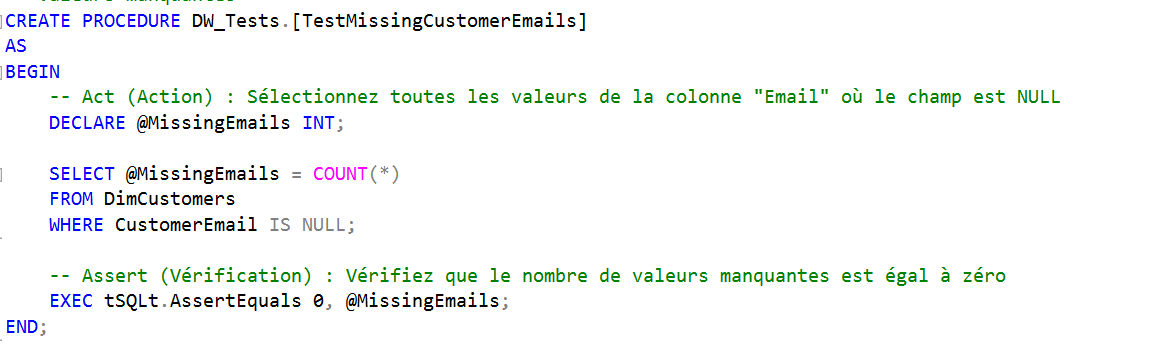 CREATE PROCEDURE DW_Tests.[TestMissingCustomerEmails]
AS
BEGIN
    -- Act (Action) : Sélectionnez toutes les valeurs de la colonne "Email" où le champ est NULL
    DECLARE @MissingEmails INT;
    SELECT @MissingEmails = COUNT(*)
    FROM DimCustomers
    WHERE CustomerEmail IS NULL;
    -- Assert (Vérification) : Vérifiez que le nombre de valeurs manquantes est égal à zéro
    EXEC tSQLt.AssertEquals 0, @MissingEmails;
END;